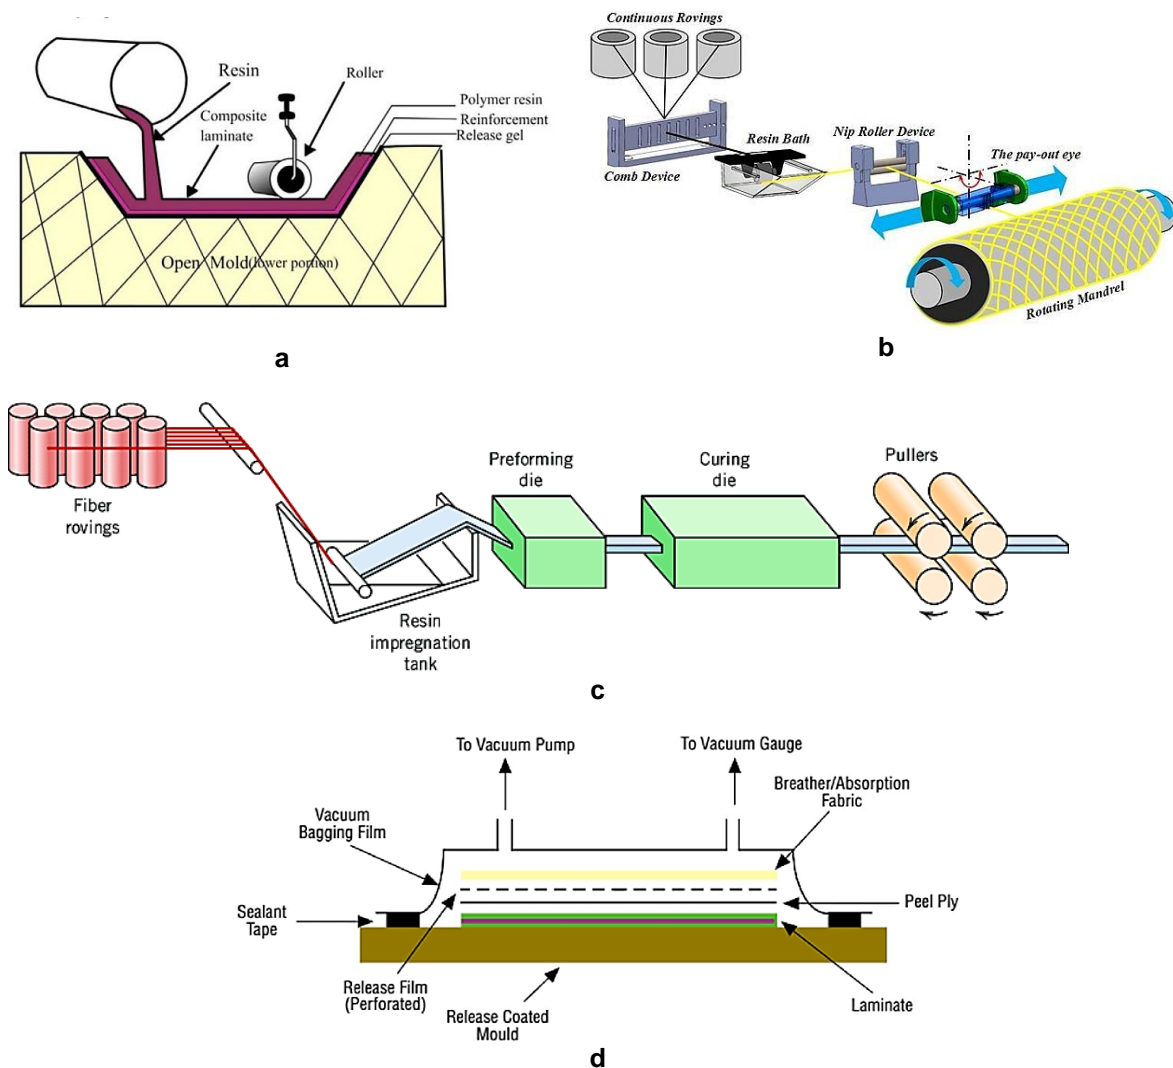 Resin
Roller
Composite
laminate
Polymer resin
Reinforcement
Release gel
Open Mold(lower portion)
a
Continuous Rovings
Comb Device
Resin Bath
Nip Roller Device
The pay-out eye
Rotating Mandrel
b
Fiber
rovings
Resin
impregnation
tank
Preforming
die
Curing
die
Pullers
c
To Vacuum Pump
To Vacuum Gauge
Breather/Absorption
Fabric
Vacuum
Bagging Film
Sealant
Tape
Peel Ply
Release Film
(Perforated)
Release Coated
Mould
Laminate
d